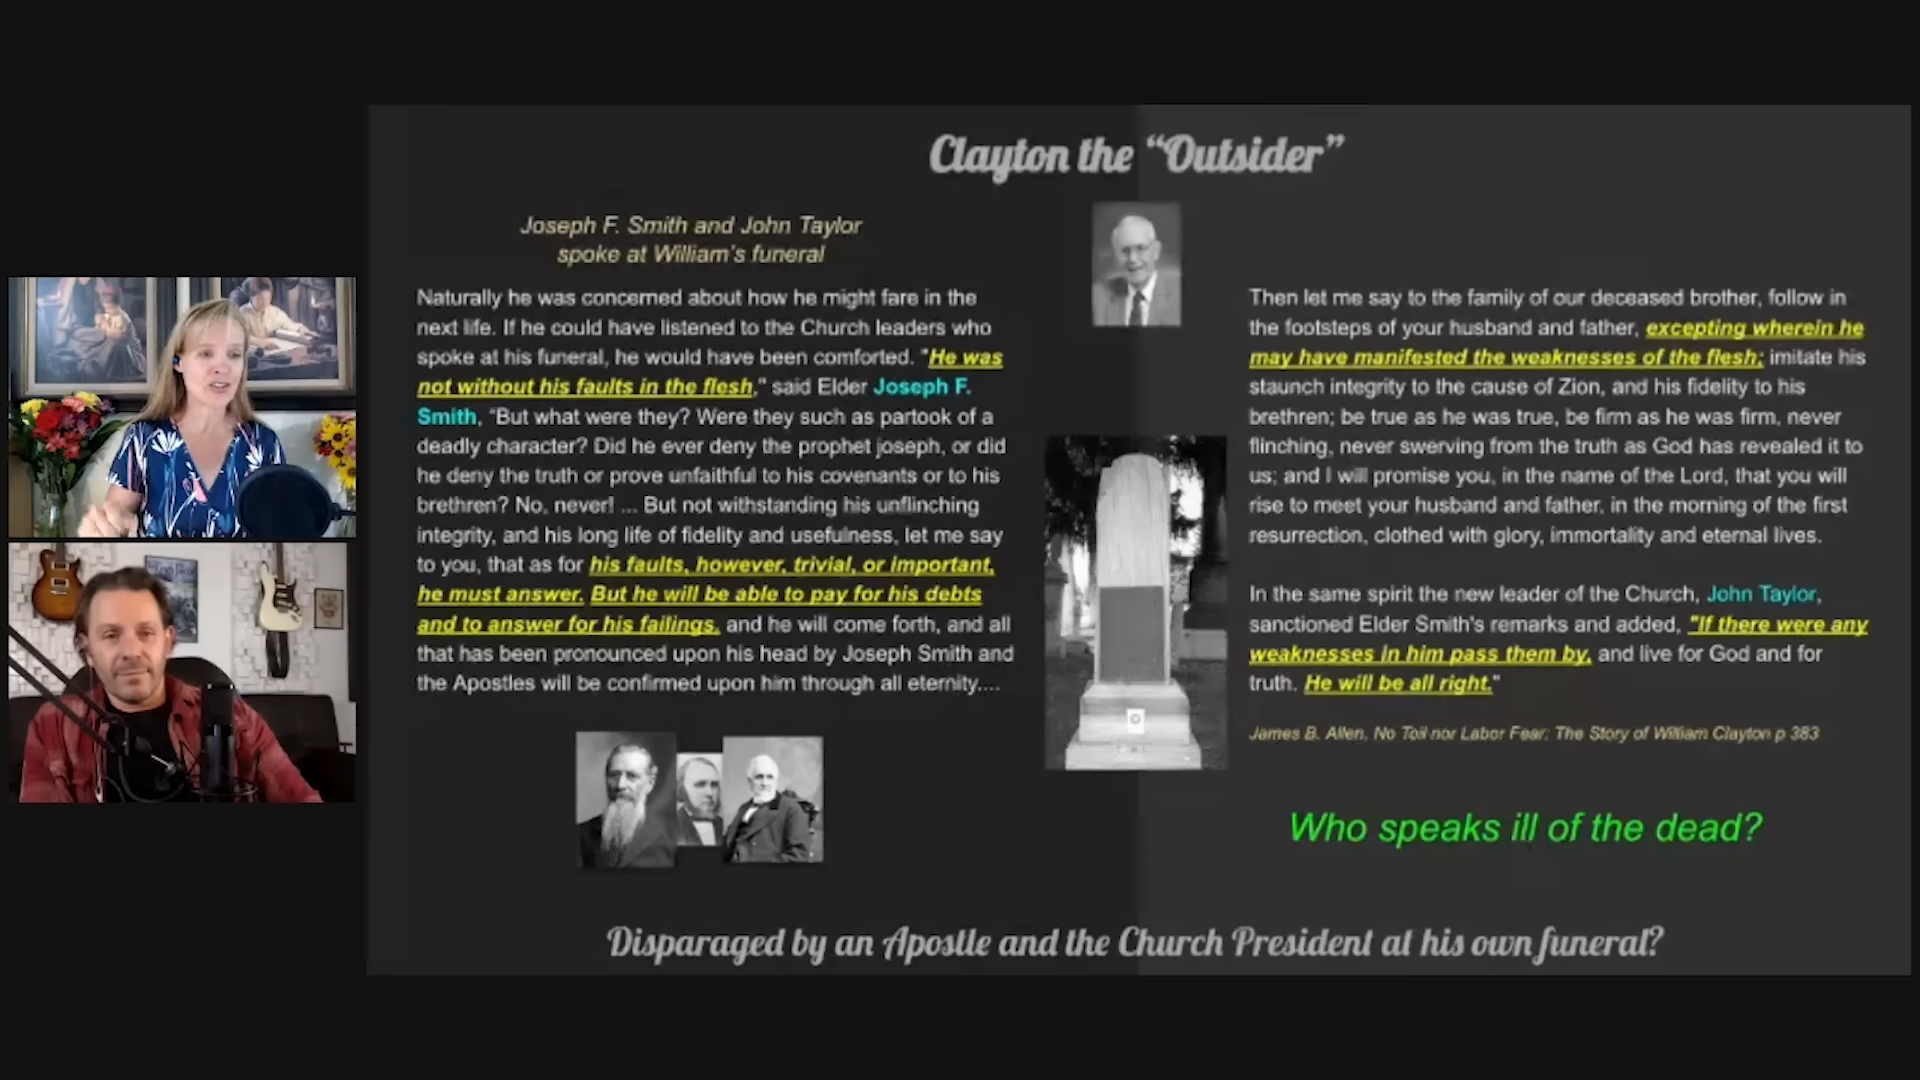 Clayton the “Outsider”
Joseph F. Smith and John Taylor
spoke at William's funeral
Naturally he was concerned about how he might fare in the
next life. If he could have listened to the Church leaders who
spoke at his funeral, he would have been comforted. "He was
not without his faults in the flesh," said Elder Joseph F.
Smith, "But what were they? Were they such as partook of a
deadly character? Did he ever deny the prophet joseph, or did
he deny the truth or prove unfaithful to his covenants or to his
brethren? No, never! ... But not withstanding his unflinching
integrity, and his long life of fidelity and usefulness, let me say
to you, that as for his faults, however, trivial, or important,
he must answer. But he will be able to pay for his debts
and to answer for his failings, and he will come forth, and all
that has been pronounced upon his head by Joseph Smith and
the Apostles will be confirmed upon him through all eternity....
Then let me say to the family of our deceased brother, follow in
the footsteps of your husband and father, excepting wherein he
may have manifested the weaknesses of the flesh; imitate his
staunch integrity to the cause of Zion, and his fidelity to his
brethren; be true as he was true, be firm as he was firm, never
flinching, never swerving from the truth as God has revealed it to
us; and I will promise you, in the name of the Lord, that you will
rise to meet your husband and father, in the morning of the first
resurrection, clothed with glory, immortality and eternal lives.
In the same spirit the new leader of the Church, John Taylor,
sanctioned Elder Smith's remarks and added, "If there were any
weaknesses in him pass them by, and live for God and for
truth. He will be all right."
James B. Allen, No Toil nor Labor Fear: The Story of William Clayton p 383
Who speaks ill of the dead?
Disparaged by an Apostle and the Church President at his own funeral?